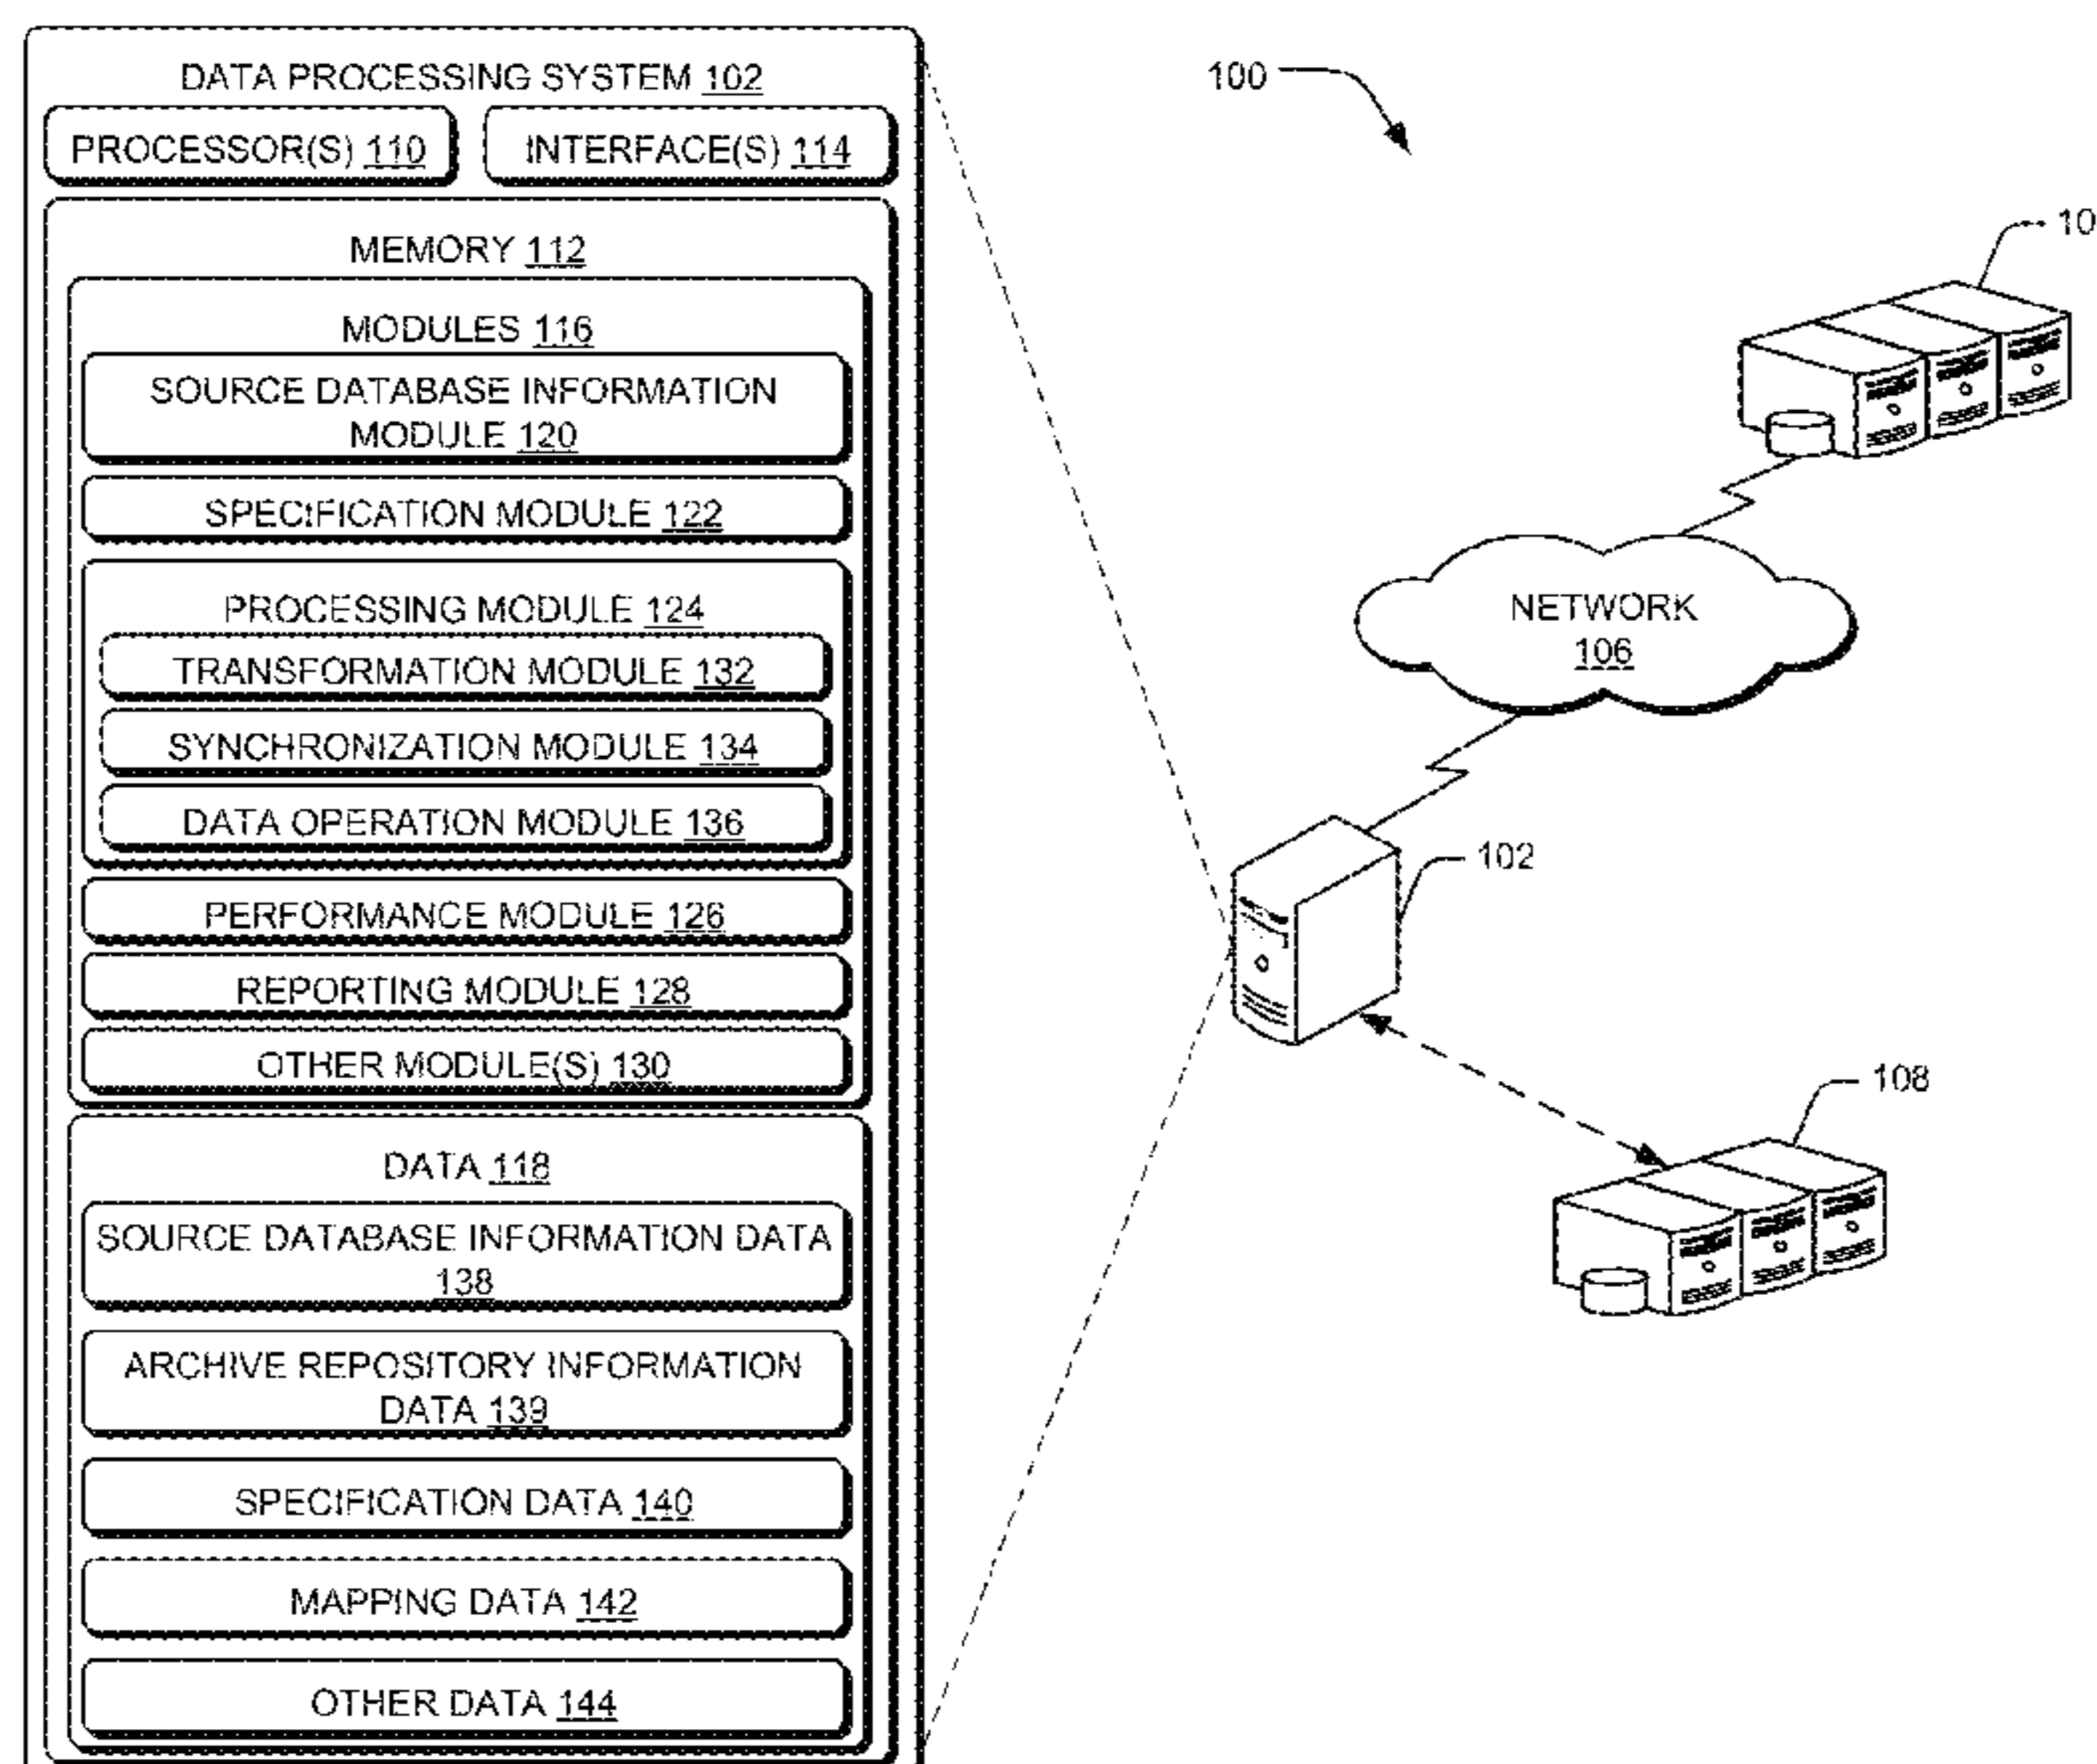 DATA PROCESSING SYSTEM 102
PROCESSOR(S) 110
INTERFACE(S) 114
MEMORY 112
MODULES 116
SOURCE DATABASE INFORMATION
MODULE 120
SPECIFICATION MODULE 122
PROCESSING MODULE 124
TRANSFORMATION MODULE 132
SYNCHRONIZATION MODULE 134
DATA OPERATION MODULE 136
PERFORMANCE MODULE 126
REPORTING MODULE 128
OTHER MODULE(S) 130
DATA 118
SOURCE DATABASE INFORMATION DATA
138
ARCHIVE REPOSITORY INFORMATION
DATA 139
SPECIFICATION DATA 140
MAPPING DATA 142
OTHER DATA 144
100
10
NETWORK
106
102
108